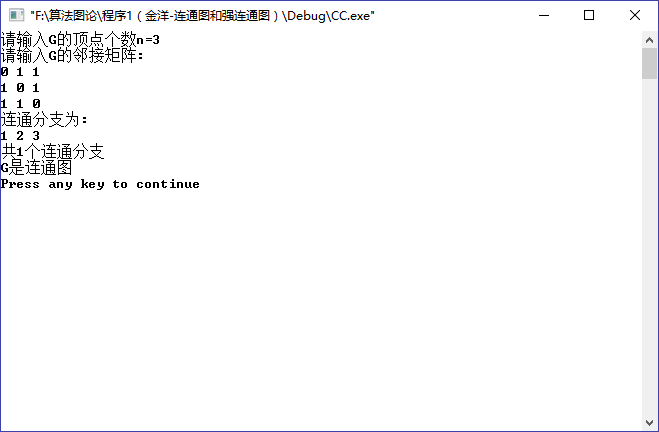 "F:\算法图论\程序1（金洋-连通图和强连通图）\Debug\CC.exe"
请输入G的顶点个数n=3
请输入G的邻接矩阵:
0 1 1
1 0 1
1 1 0
连通分支为:
1 2 3
共1个连通分支
G是连通图
Press any key to continue